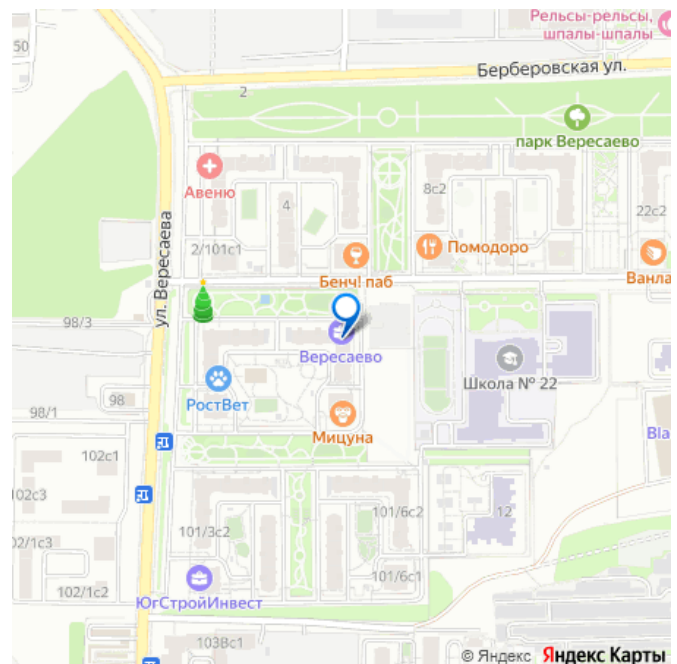 Рельсы-рельсы,
шпалы-шпалы
50
Берберовская ул.
2
парк Вересаево
Авеню
4
8с2
22с2
ул. Вересаева
2/101с1
Помодоро
Бенч! паб
Ванла
98/3
Вересаево
Школа № 22
98
РостВет
98/1
Мицуна
Bla
102с1
102с3
101/3с2
101/6с2
12
02/1с3
102/1с2
101/6с1
ЮгСтройИнвест
103Вс1
© Яндекс Яндекс Карты